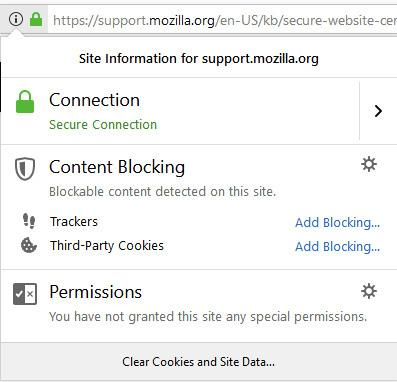 https://support.mozilla.org/en-US/kb/secure-website-cer
Site Information for support.mozilla.org
Connection
Secure Connection
Content Blocking
Blockable content detected on this site.
Trackers Add Blocking...
Third-Party Cookies Add Blocking...
Permissions
You have not granted this site any special permissions.
Clear Cookies and Site Data...